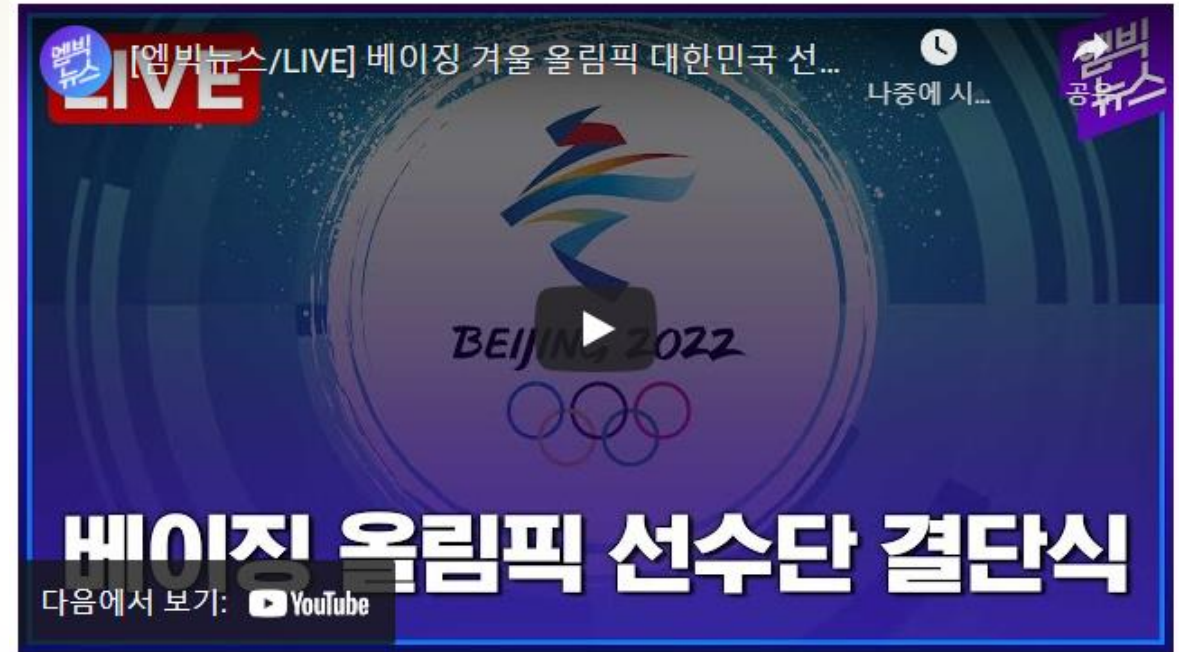 엠빅
뉴스
LIVE
[엠빅뉴스/LIVE] 베이징 겨울 올림픽 대한민국 선...
나중에 시...
공유
엠빅
뉴스
BEIJING 2022
베이징 올림픽 선수단 결단식
다음에서 보기: YouTube